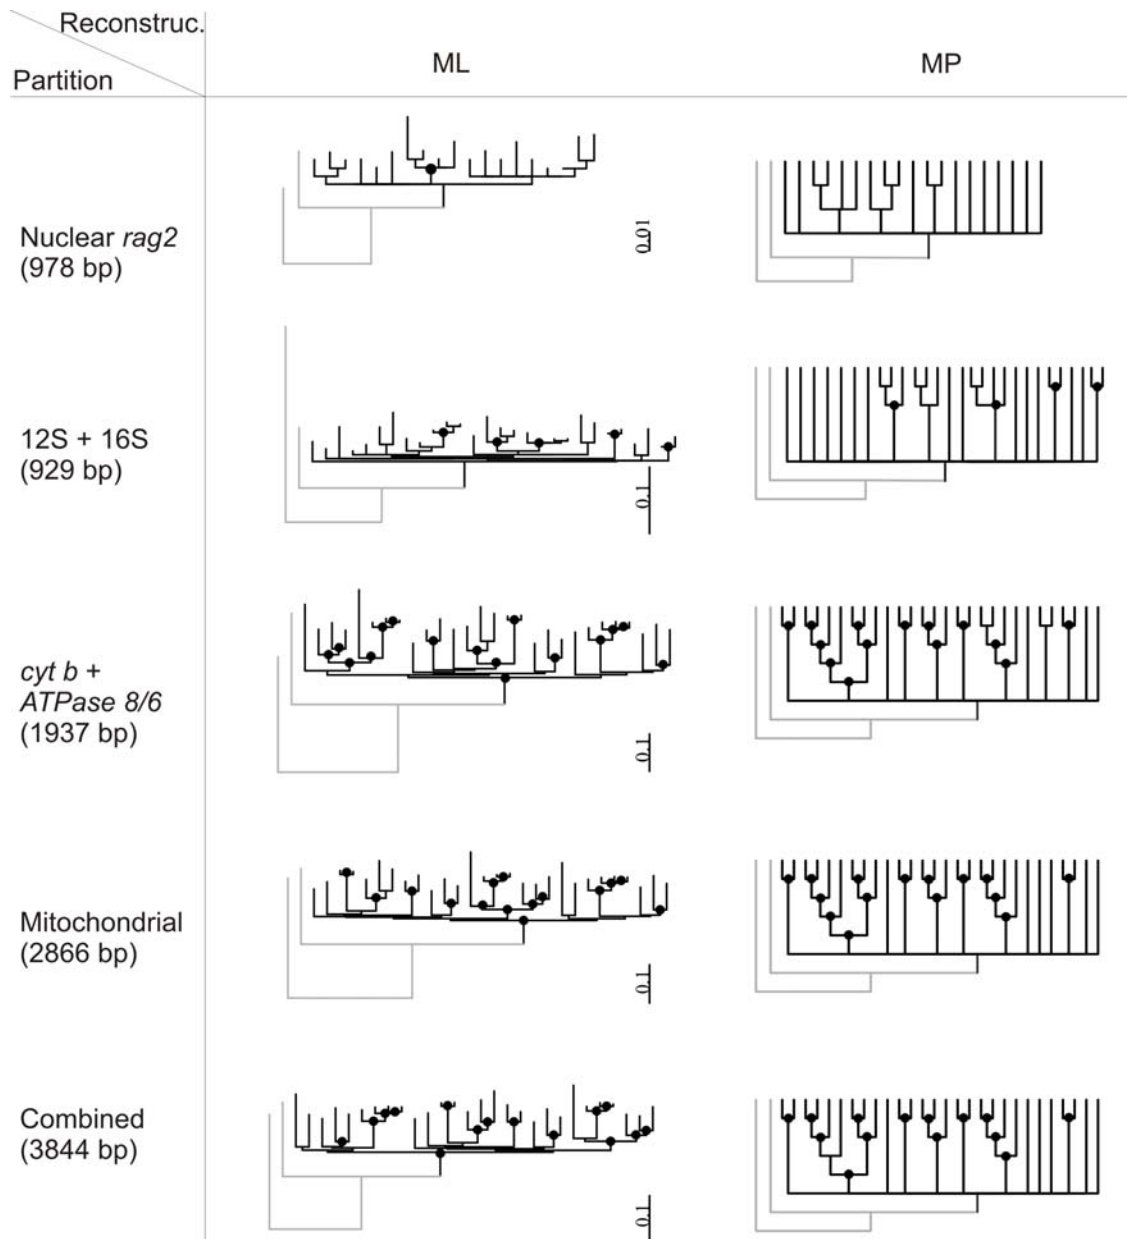 Reconstruc.
Partition
ML
MP
Nuclear rag2
(978 bp)
0.01
12S + 16S
(929 bp)
0.1
cyt b +
ATPase 8/6
(1937 bp)
0.1
Mitochondrial
(2866 bp)
0.1
Combined
(3844 bp)
0.1